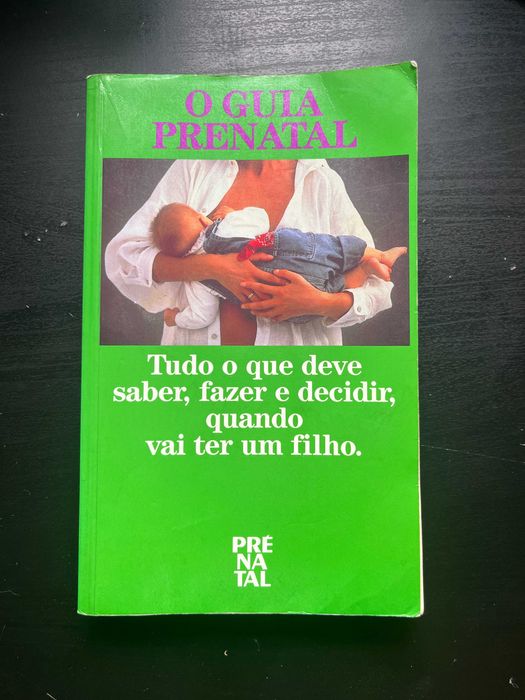 O GUIA
PRENATAL
Tudo o que deve
saber, fazer e decidir,
quando
vai ter um filho.
PRÉ
NA
TAL